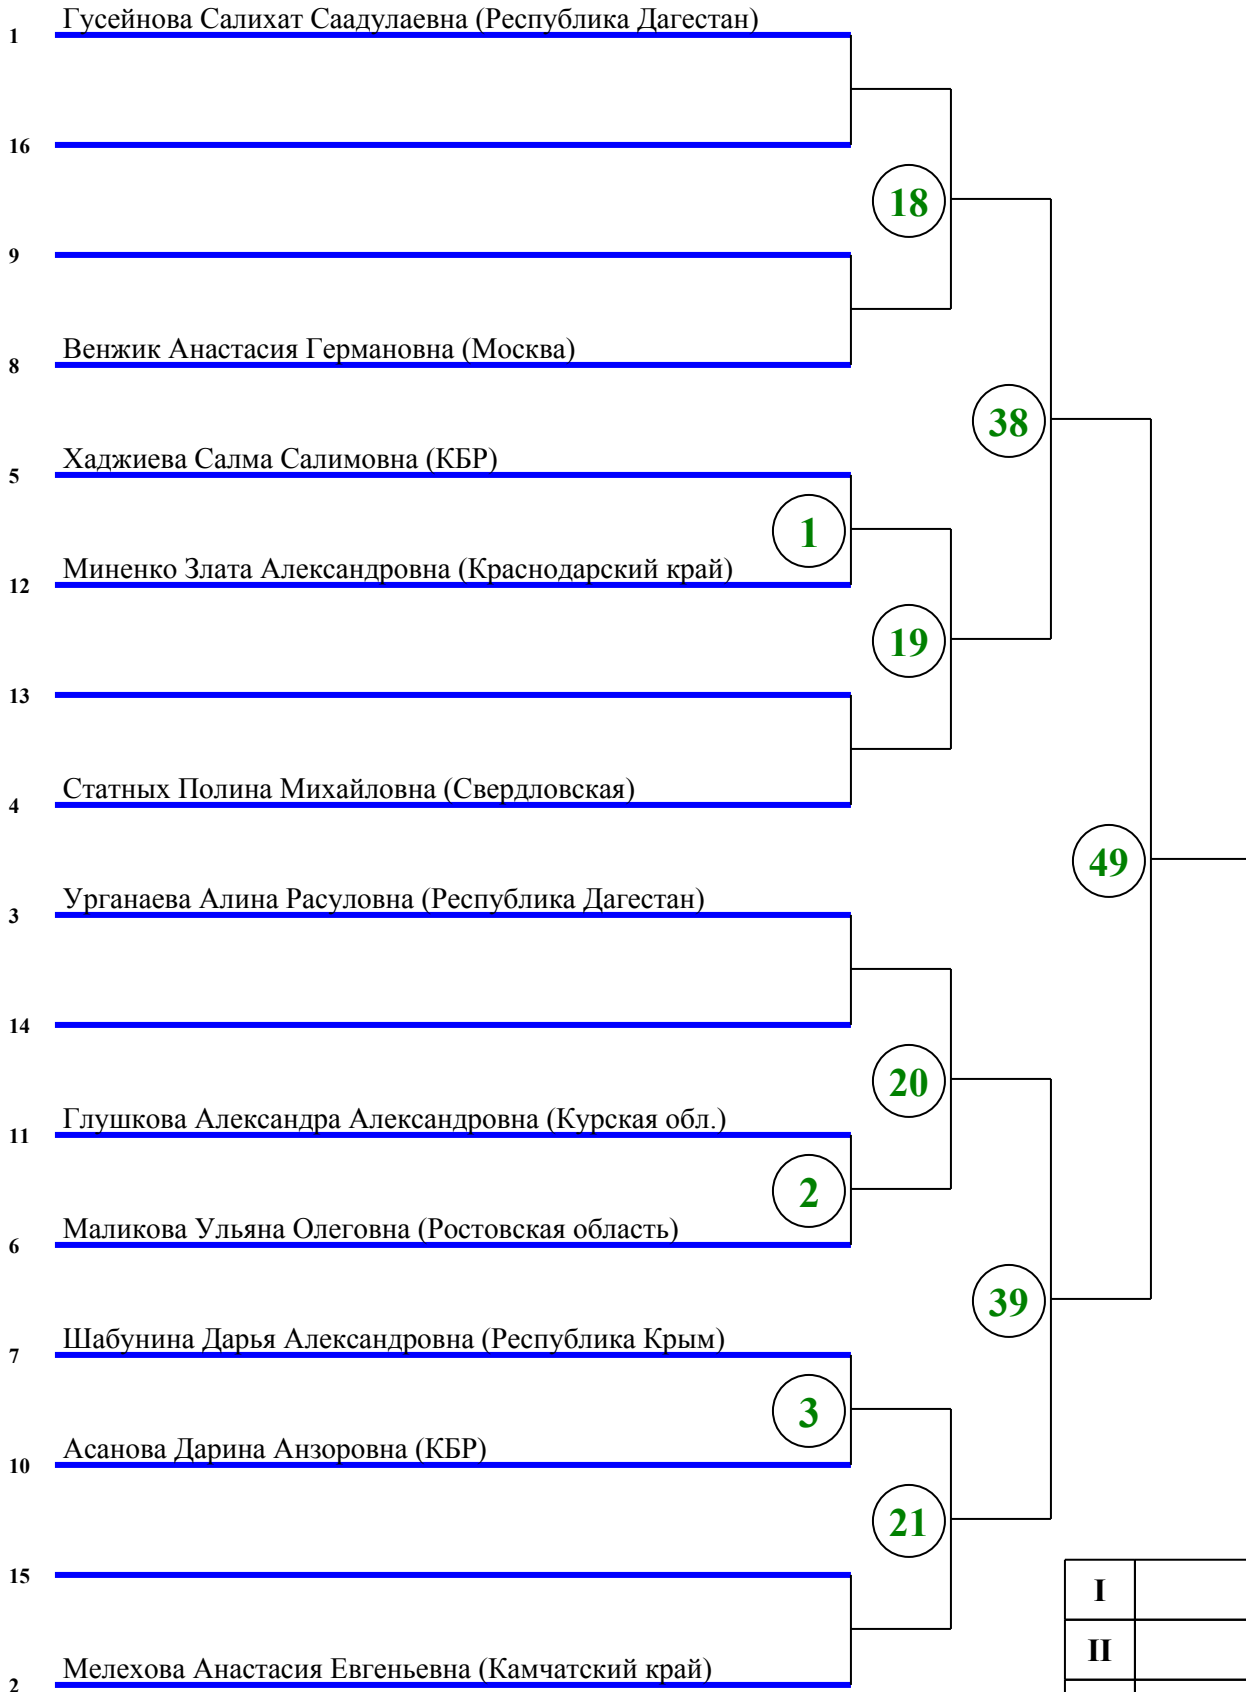 Гусейнова Салихат Саадулаевна (Республика Дагестан)
1
16
18
9
Венжик Анастасия Германовна (Москва)
8
38
Хаджиева Салма Салимовна (КБР)
5
1
Миненко Злата Александровна (Краснодарский край)
12
19
13
Статных Полина Михайловна (Свердловская)
4
49
Урганаева Алина Расуловна (Республика Дагестан)
3
14
20
Глушкова Александра Александровна (Курская обл.)
11
2
Маликова Ульяна Олеговна (Ростовская область)
6
39
Шабунина Дарья Александровна (Республика Крым)
7
3
Асанова Дарина Анзоровна (КБР)
10
21
15
I
II
Мелехова Анастасия Евгеньевна (Камчатский край)
2